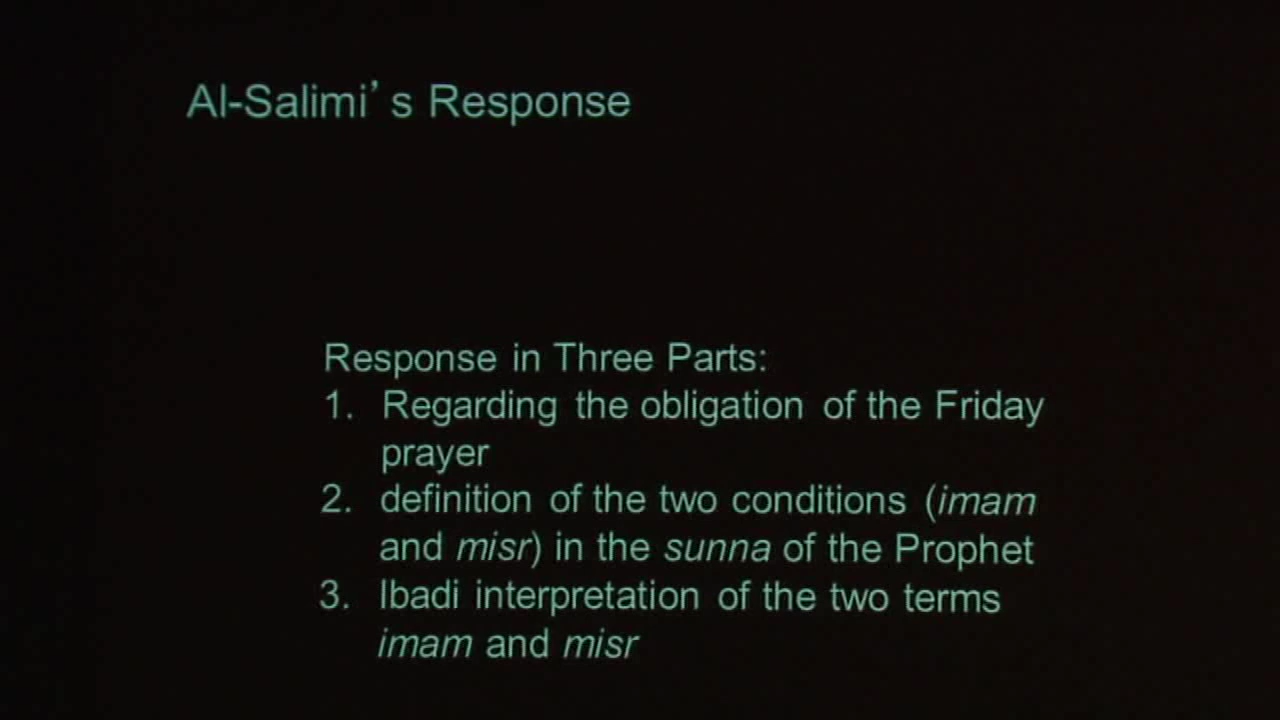 Al-Salimi’s Response
Response in Three Parts:
1. Regarding the obligation of the Friday
prayer
2. definition of the two conditions (imam
and misr) in the sunna of the Prophet
3. Ibadi interpretation of the two terms
imam and misr